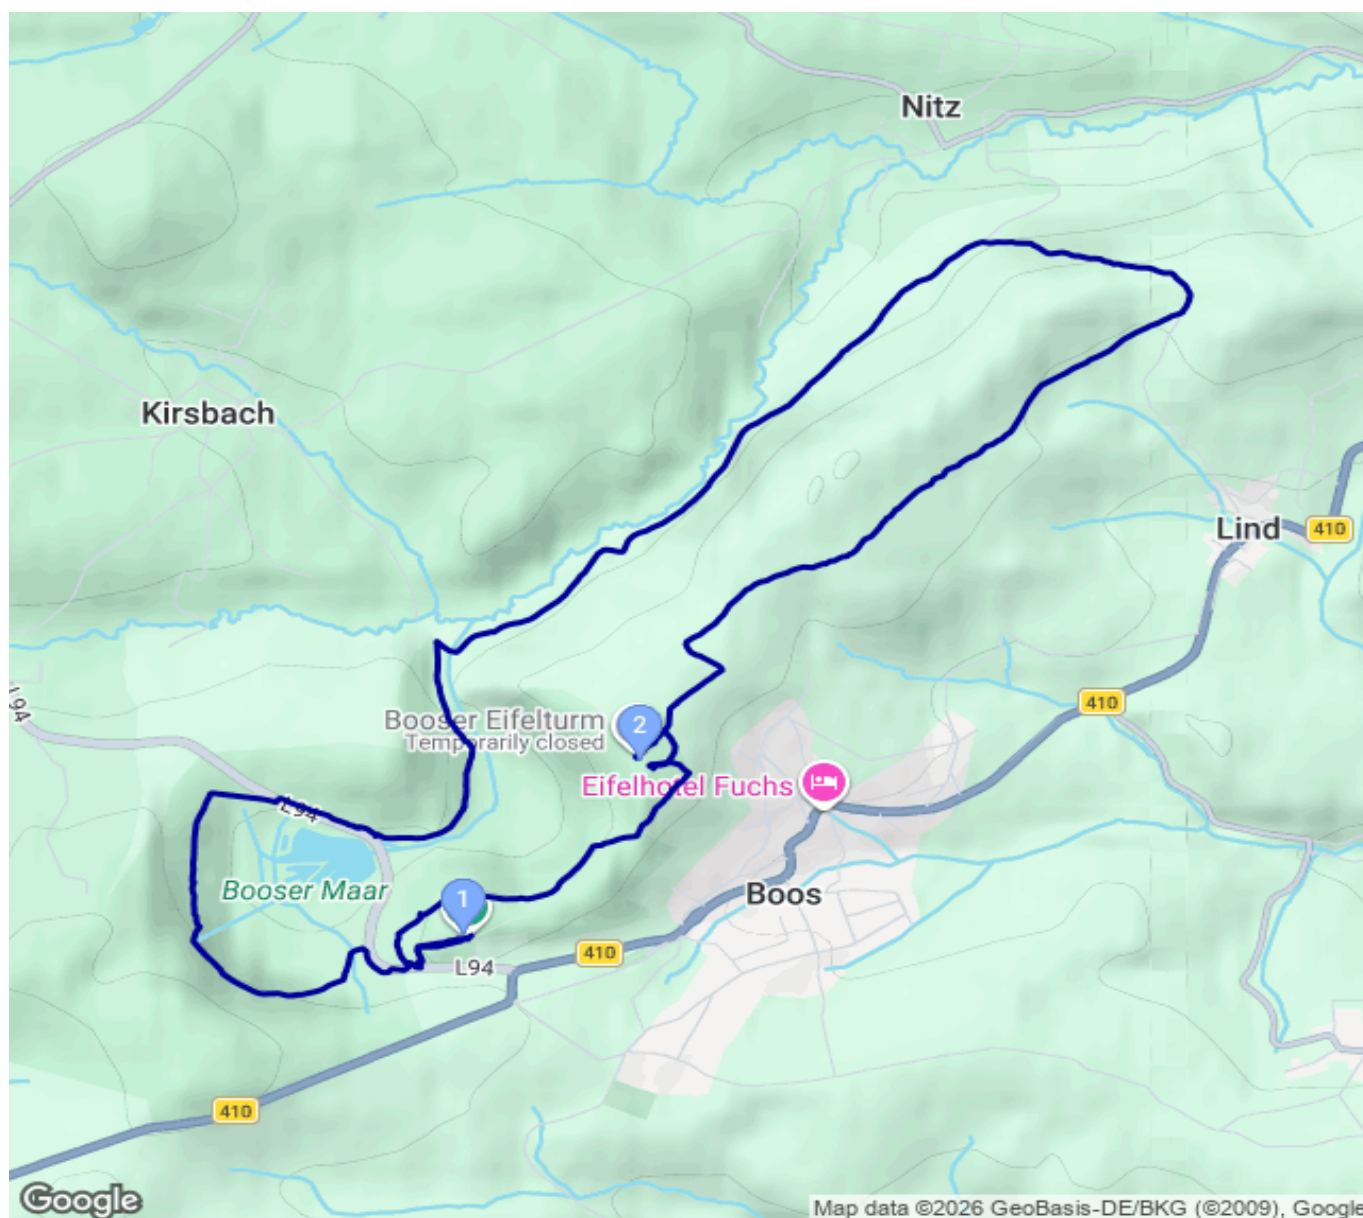 Nitz
Kirsbach
Lind
410
L94
410
Booser Eifelturm
Temporarily closed
2
Eifelhotel Fuchs
L94
Booser Maar
1
Boos
410
L94
410
Google
Map data ©2026 GeoBasis-DE/BKG (©2009), Google